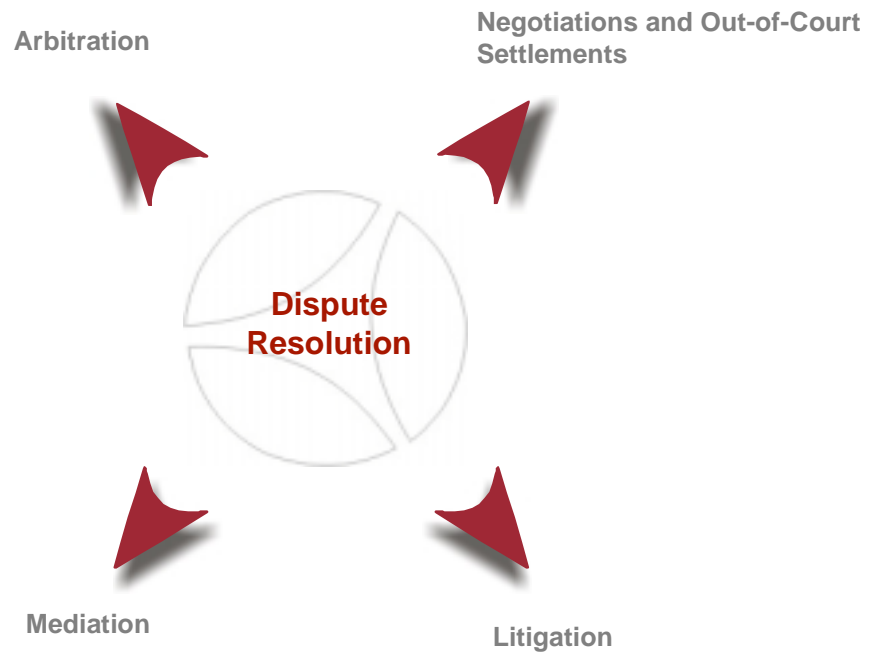 Arbitration
Negotiations and Out-of-Court
Settlements
Dispute
Resolution
Mediation
Litigation